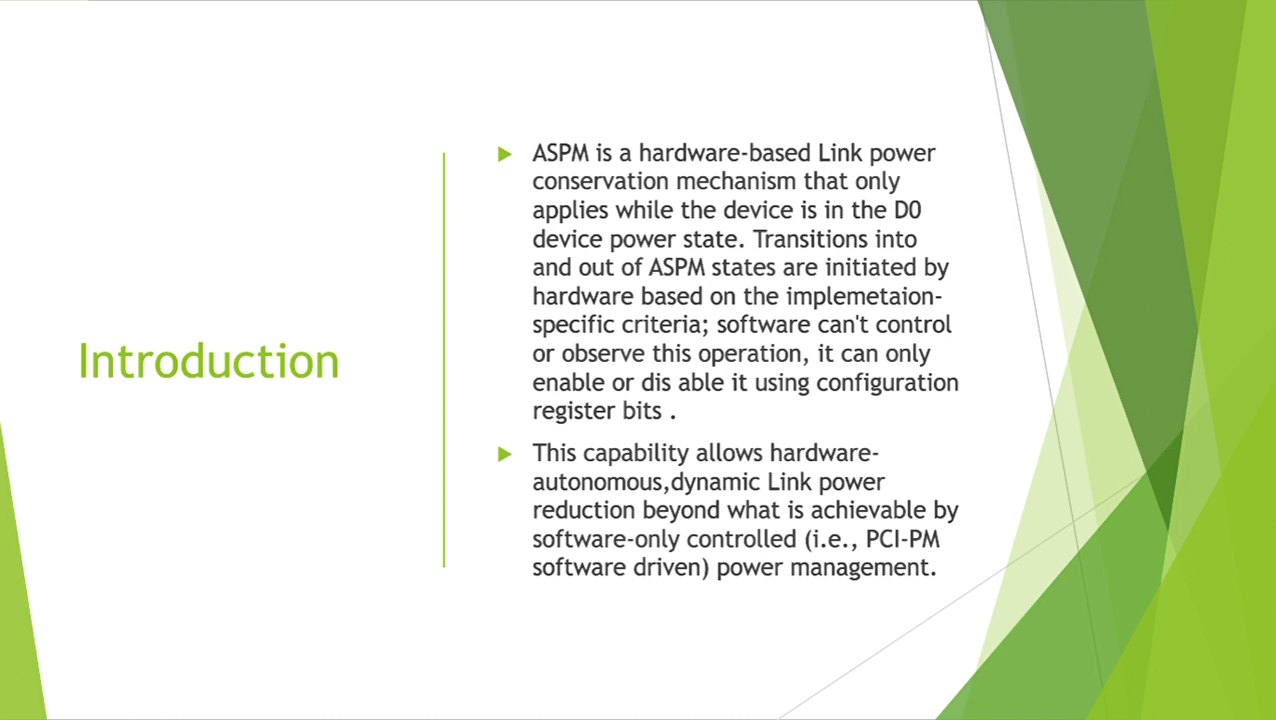 Introduction
ASPM is a hardware-based Link power
conservation mechanism that only
applies while the device is in the D0
device power state. Transitions into
and out of ASPM states are initiated by
hardware based on the implemetaion-
specific criteria; software can't control
or observe this operation, it can only
enable or dis able it using configuration
register bits .
This capability allows hardware-
autonomous,dynamic Link power
reduction beyond what is achievable by
software-only controlled (i.e., PCI-PM
software driven) power management.